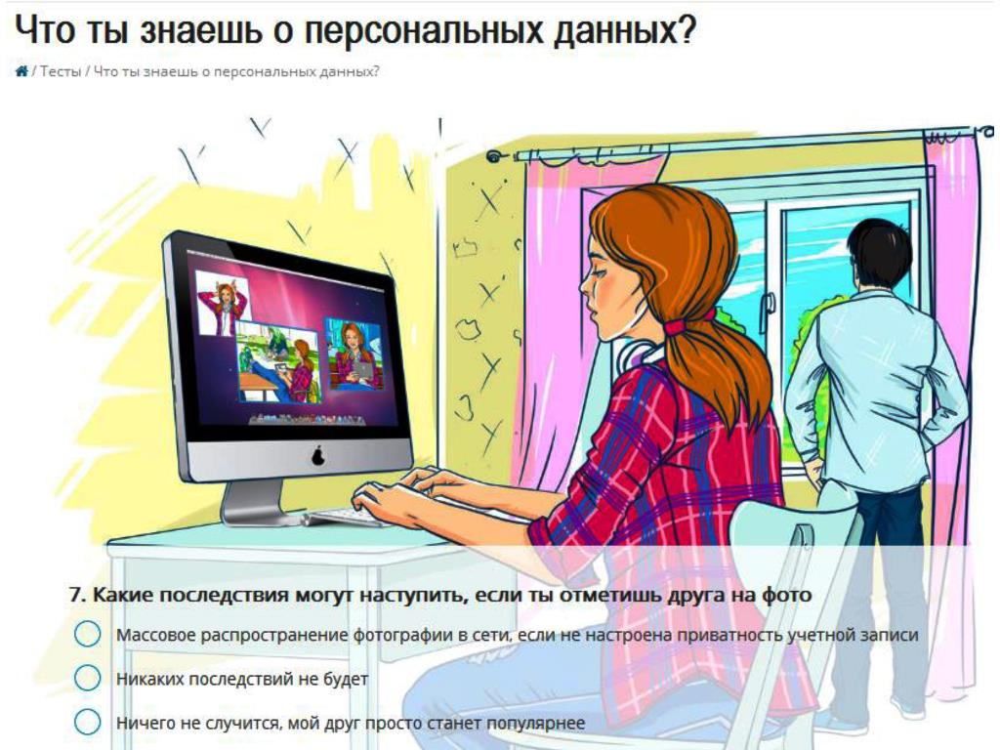 Что ты знаешь о персональных данных?
/ Тесты / Что ты знаешь о персональных данных?
7. Какие последствия могут наступить, если ты отметишь друга на фото
Массовое распространение фотографии в сети, если не настроена приватность учетной записи
Никаких последствий не будет
Ничего не случится, мой друг просто станет популярнее